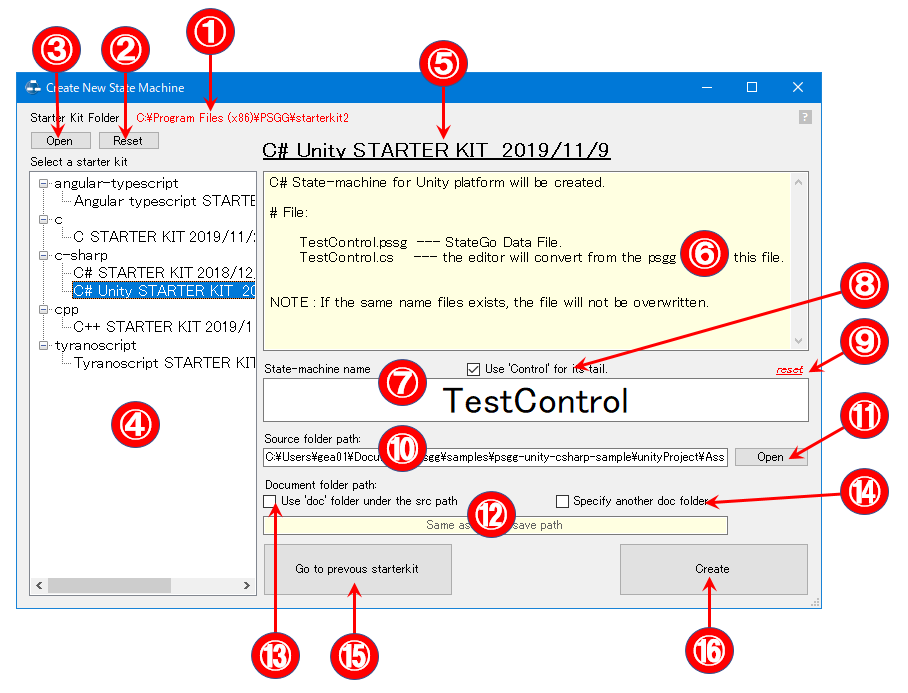 ①
③ ②
⑤
Create New State Machine
Starter Kit Folder C:¥Program Files (x86)¥PSGG¥starterkit2 ?
Open Reset
Select a starter kit
C# Unity STARTER KIT 2019/11/9
angular-typescript
Angular typescript STARTE
c
C STARTER KIT 2019/11/
c-sharp
C# STARTER KIT 2018/12
C# Unity STARTER KIT 20
cpp
C++ STARTER KIT 2019/1
tyranoscript
Tyranoscript STARTER KIT
④
C# State-machine for Unity platform will be created.
# File:
TestControl.pssg --- StateGo Data File.
TestControl.cs --- the editor will convert from the psgg ⑥ this file.
NOTE : If the same name files exists, the file will not be overwritten.
⑧
State-machine name ⑦ Use 'Control' for its tail. reset ⑨
TestControl
Source folder path: ⑩ ⑪
C:¥Users¥gea01¥Docu sgg¥samples¥psgg-unity-csharp-sample¥unityProject¥Ass Open
Document folder path:
Use 'doc' folder under the src path ⑫ Specify another doc folder ⑭
Same as save path
Go to prevous starterkit Create
⑬ ⑮ ⑯